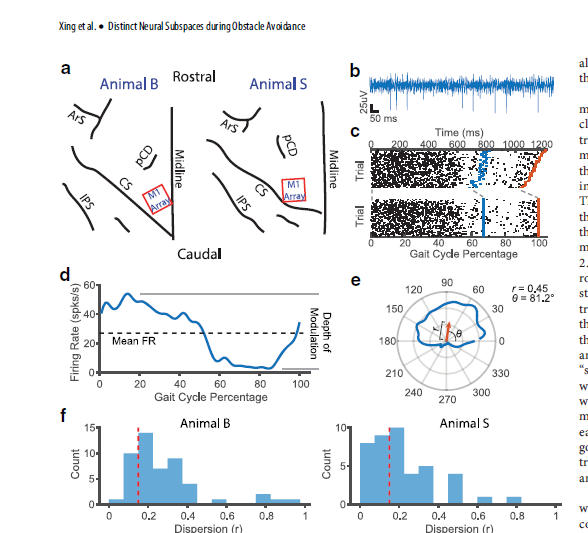 Xing et al. • Distinct Neural Subspaces during Obstacle Avoidance
a
Animal B
Rostral
Animal S
ArS
pCD
CS
IPS
M1
Array
Midline
ArS
pCD
CS
IPS
M1
Array
Midline
Caudal
b
25uV
50 ms
c
Time (ms)
0 200 400 600 800 1000 1200
Trial
Trial
0 20 40 60 80 100
Gait Cycle Percentage
d
Firing Rate (spks/s)
60
40
20
0
Mean FR
Depth of
Modulation
0 20 40 60 80 100
Gait Cycle Percentage
e
r = 0.45
θ = 81.2°
90
120 60
150 30
180 0
210 330
240 300
270
r
θ
f
Animal B
Count
15
10
5
0
0 0.2 0.4 0.6 0.8 1
Dispersion (r)
Animal S
Count
10
5
0
0 0.2 0.4 0.6 0.8 1
Dispersion (r)